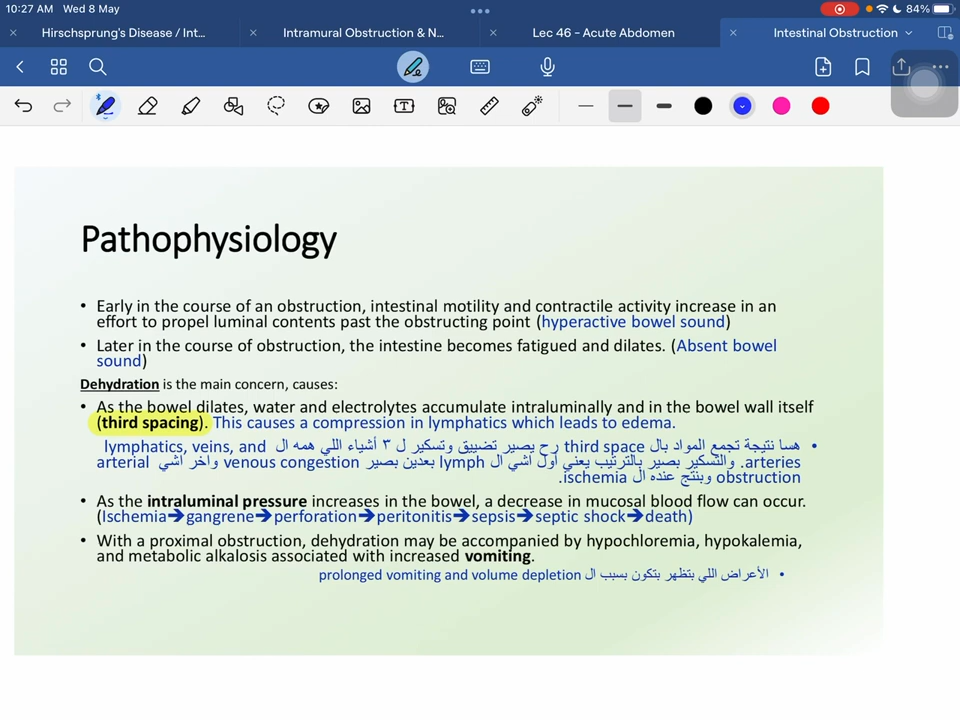 10:27 AM Wed 8 May
84%
Hirschsprung's Disease / Int...
Intramural Obstruction & N...
Lec 46 - Acute Abdomen
Intestinal Obstruction
Pathophysiology
• Early in the course of an obstruction, intestinal motility and contractile activity increase in an
effort to propel luminal contents past the obstructing point (hyperactive bowel sound)
• Later in the course of obstruction, the intestine becomes fatigued and dilates. (Absent bowel
sound)
Dehydration is the main concern, causes:
• As the bowel dilates, water and electrolytes accumulate intraluminally and in the bowel wall itself
(third spacing). This causes a compression in lymphatics which leads to edema.
• هسا نتيجة تجمع المواد بال third space رح يصير تضييق وتسكير ل ٣ أشياء اللي همه ال lymphatics, veins, and
arteries. والتسكير بصير بالترتيب يعني أول اشي ال lymph بعدين بصير venous congestion واخر اشي arterial
obstruction وبنتج عنده ال ischemia.
• As the intraluminal pressure increases in the bowel, a decrease in mucosal blood flow can occur.
(Ischemia➔gangrene➔perforation➔peritonitis➔sepsis➔septic shock➔death)
• With a proximal obstruction, dehydration may be accompanied by hypochloremia, hypokalemia,
and metabolic alkalosis associated with increased vomiting.
• الأعراض اللي بتظهر بتكون بسبب ال prolonged vomiting and volume depletion